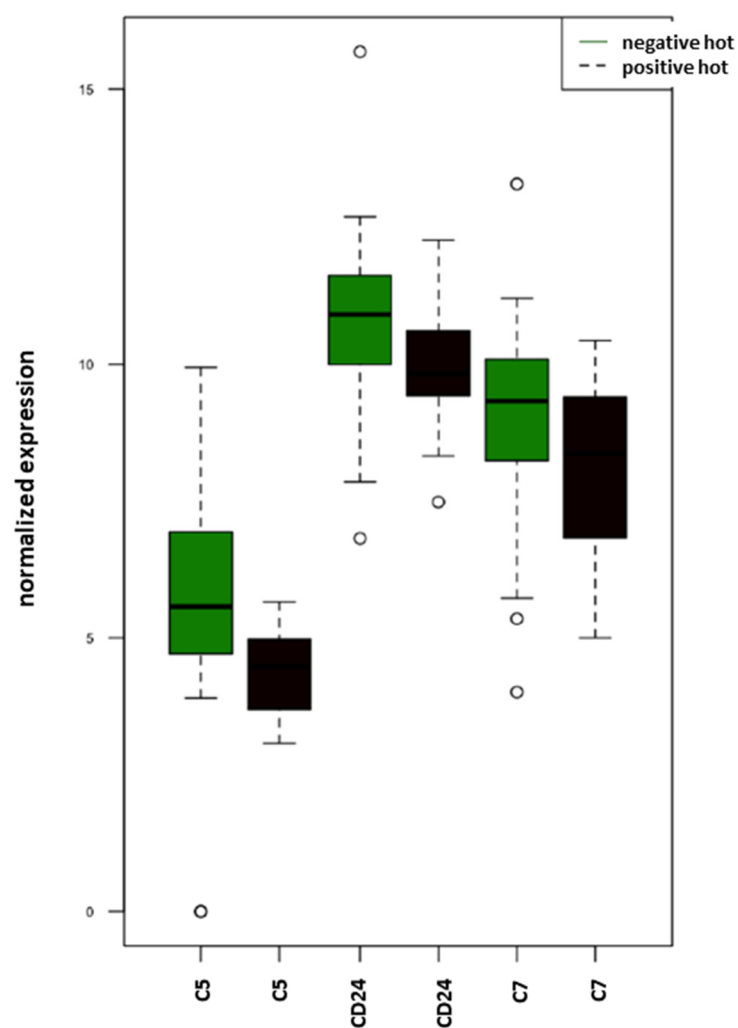 negative hot
positive hot
15
10
5
0
normalized expression
C5
C5
CD24
CD24
C7
C7